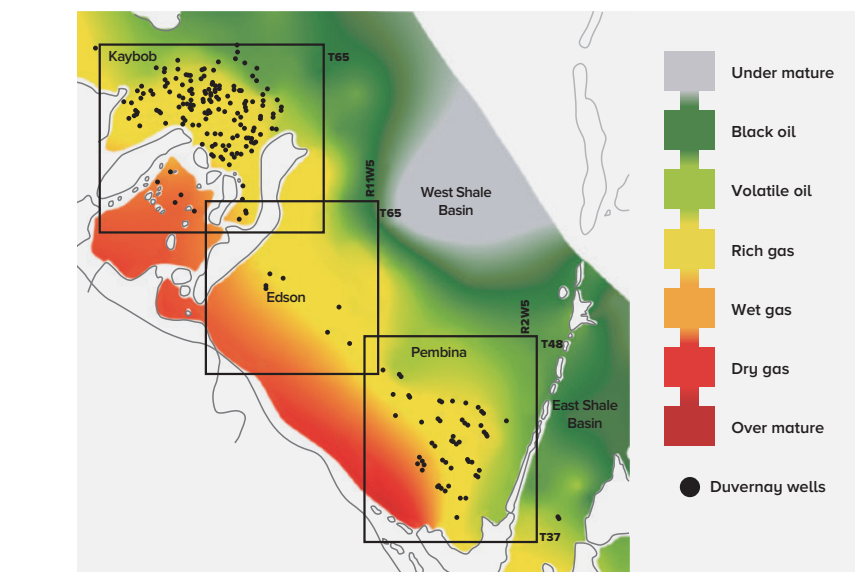 Kaybob
T65
R11W5
West Shale
Basin
T65
Edson
R2W5
T48
Pembina
East Shale
Basin
T37
Under mature
Black oil
Volatile oil
Rich gas
Wet gas
Dry gas
Over mature
Duvernay wells